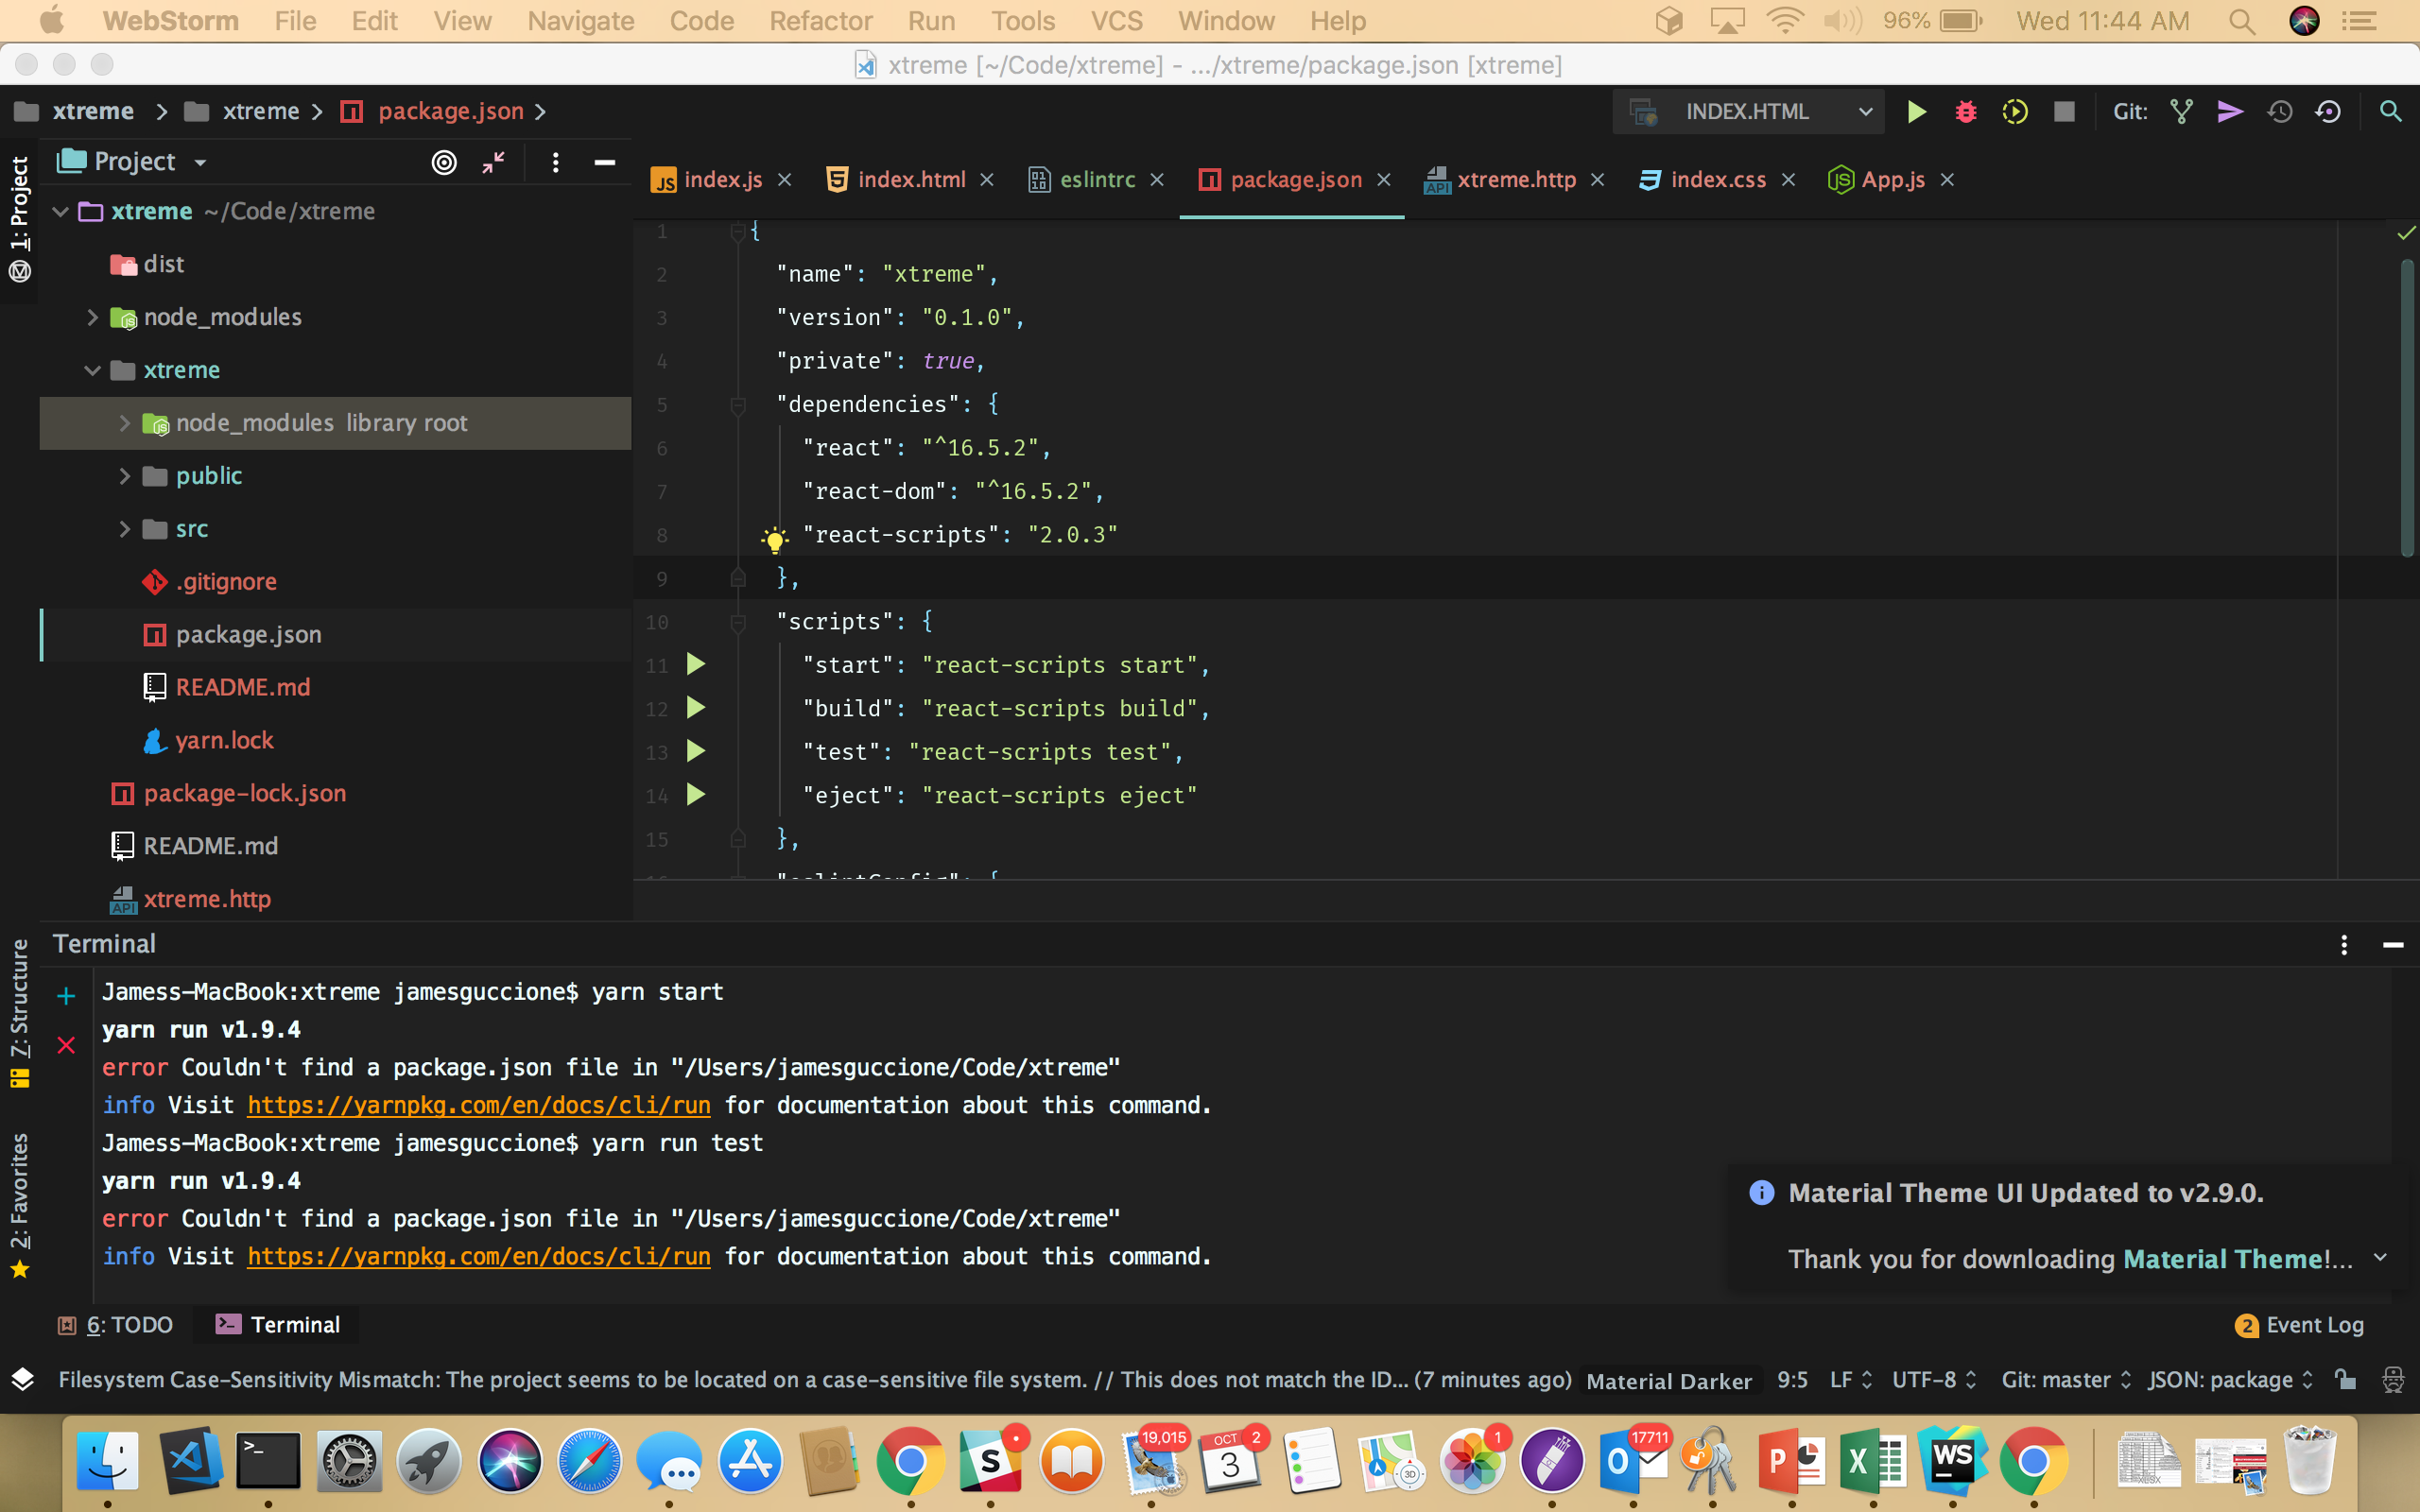 WebStorm File Edit View Navigate Code Refactor Run Tools VCS Window Help 96% Wed 11:44 AM
xtreme [~/Code/xtreme] - .../xtreme/package.json [xtreme]
xtreme xtreme package.json INDEX.HTML Git:
1: Project
Project
index.js index.html eslintrc package.json xtreme.http index.css App.js
xtreme ~/Code/xtreme
dist
node_modules
xtreme
node_modules library root
public
src
.gitignore
package.json
README.md
yarn.lock
package-lock.json
README.md
xtreme.http
1 {
2 "name": "xtreme",
3 "version": "0.1.0",
4 "private": true,
5 "dependencies": {
6 "react": "^16.5.2",
7 "react-dom": "^16.5.2",
8 "react-scripts": "2.0.3"
9 },
10 "scripts": {
11 "start": "react-scripts start",
12 "build": "react-scripts build",
13 "test": "react-scripts test",
14 "eject": "react-scripts eject"
15 },
"eslintConfig": {
7: Structure
2: Favorites
Terminal
Jamess-MacBook:xtreme jamesguccione$ yarn start
yarn run v1.9.4
error Couldn't find a package.json file in "/Users/jamesguccione/Code/xtreme"
info Visit https://yarnpkg.com/en/docs/cli/run for documentation about this command.
Jamess-MacBook:xtreme jamesguccione$ yarn run test
yarn run v1.9.4
error Couldn't find a package.json file in "/Users/jamesguccione/Code/xtreme"
info Visit https://yarnpkg.com/en/docs/cli/run for documentation about this command.
Material Theme UI Updated to v2.9.0.
Thank you for downloading Material Theme!...
6: TODO Terminal 2 Event Log
Filesystem Case-Sensitivity Mismatch: The project seems to be located on a case-sensitive file system. // This does not match the ID... (7 minutes ago) Material Darker 9:5 LF UTF-8 Git: master JSON: package
19,015 OCT 3 2 3D 1 17711 WS